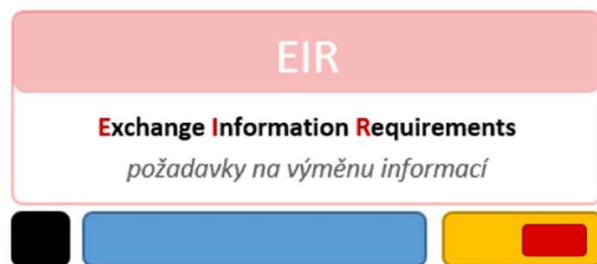 EIR
Exchange Information Requirements
požadavky na výměnu informací